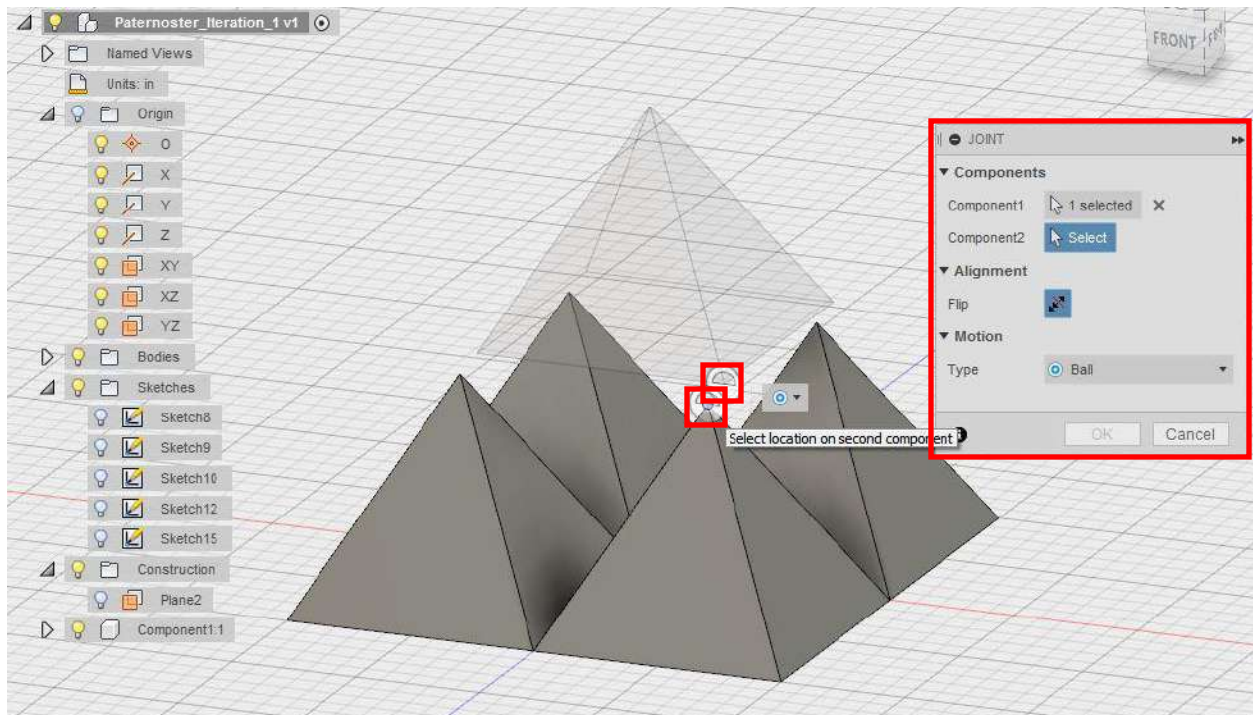 Paternoster_Iteration_1 v1
Named Views
Units: in
Origin
O
X
Y
Z
XY
XZ
YZ
Bodies
Sketches
Sketch8
Sketch9
Sketch10
Sketch12
Sketch15
Construction
Plane2
Component1:1
FRONT
JOINT
Components
Component1 1 selected
Component2 Select
Alignment
Flip
Motion
Type Ball
OK Cancel
Select location on second component